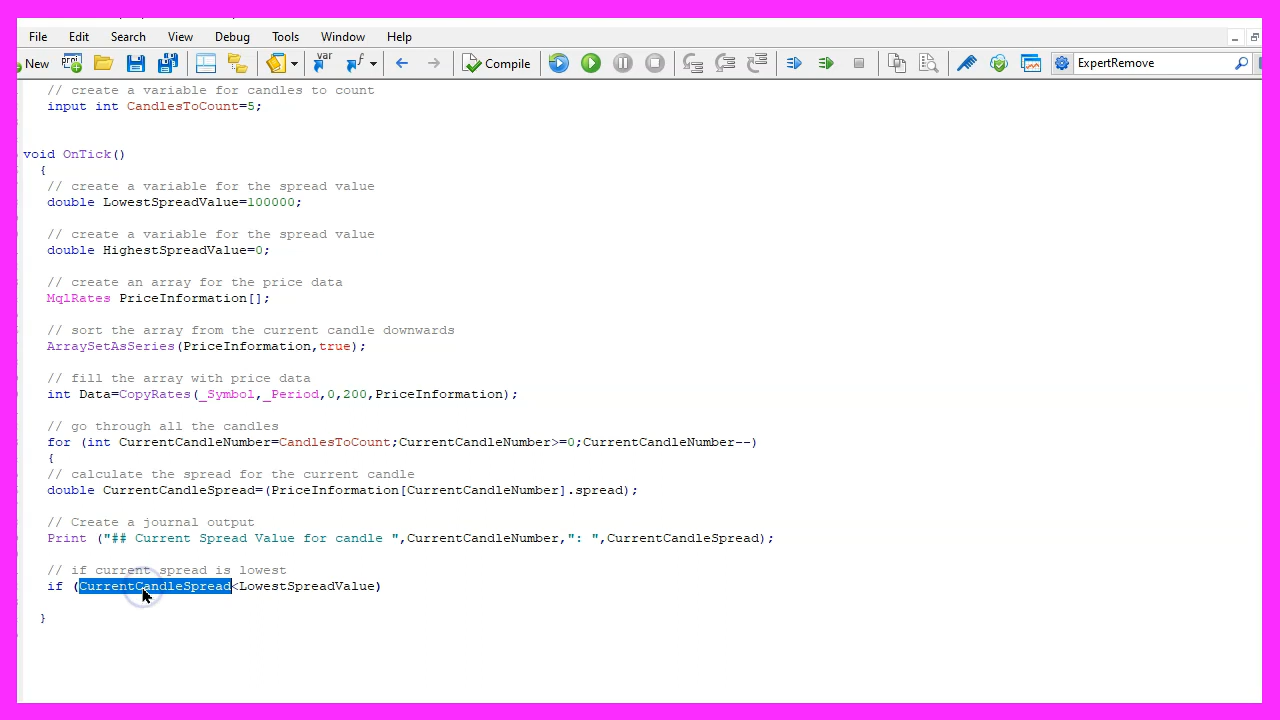 File Edit Search View Debug Tools Window Help
New Compile ExpertRemove
// create a variable for candles to count
input int CandlesToCount=5;
void OnTick()
{
// create a variable for the spread value
double LowestSpreadValue=100000;
// create a variable for the spread value
double HighestSpreadValue=0;
// create an array for the price data
MqlRates PriceInformation[];
// sort the array from the current candle downwards
ArraySetAsSeries(PriceInformation,true);
// fill the array with price data
int Data=CopyRates(_Symbol,_Period,0,200,PriceInformation);
// go through all the candles
for (int CurrentCandleNumber=CandlesToCount;CurrentCandleNumber>=0;CurrentCandleNumber--)
{
// calculate the spread for the current candle
double CurrentCandleSpread=(PriceInformation[CurrentCandleNumber].spread);
// Create a journal output
Print ("## Current Spread Value for candle ",CurrentCandleNumber,": ",CurrentCandleSpread);
// if current spread is lowest
if (CurrentCandleSpread<LowestSpreadValue)
}